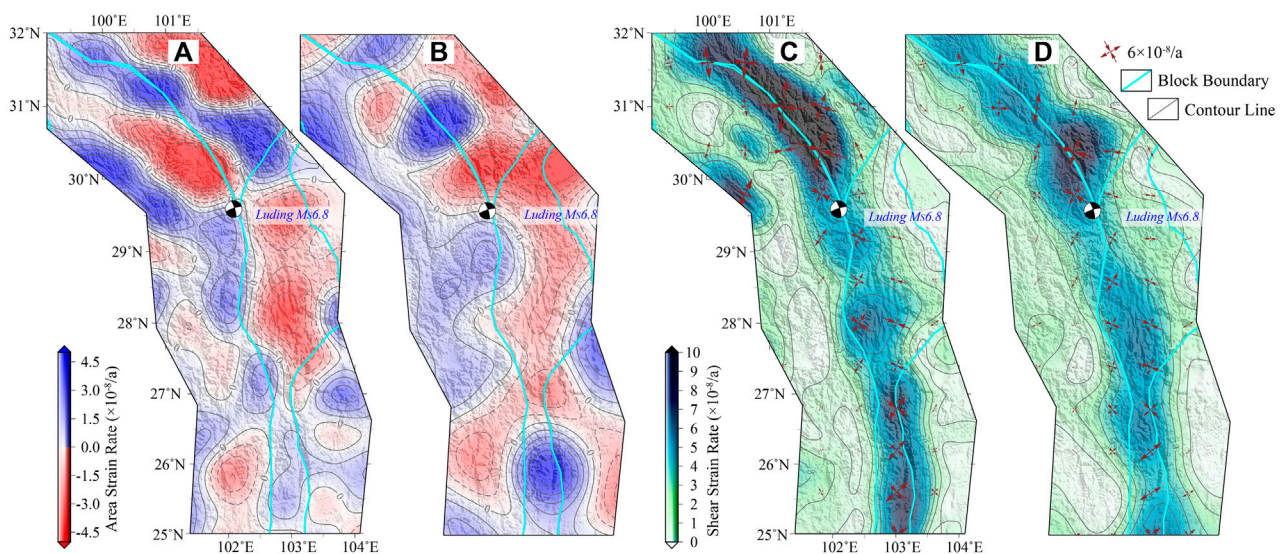 100˚E 101˚E
100˚E 101˚E
32˚N
31˚N
30˚N
29˚N
28˚N
27˚N
26˚N
25˚N
A
B
C
D
6×10⁻⁸/a
Block Boundary
Contour Line
32˚N
31˚N
30˚N
29˚N
28˚N
27˚N
26˚N
25˚N
Luding Ms6.8
Luding Ms6.8
Luding Ms6.8
Luding Ms6.8
4.5
3.0
1.5
0.0
-1.5
-3.0
-4.5
Area Strain Rate (×10⁻⁸/a)
10
9
8
7
6
5
4
3
2
1
0
Shear Strain Rate (×10⁻⁸/a)
102˚E 103˚E 104˚E
102˚E 103˚E 104˚E